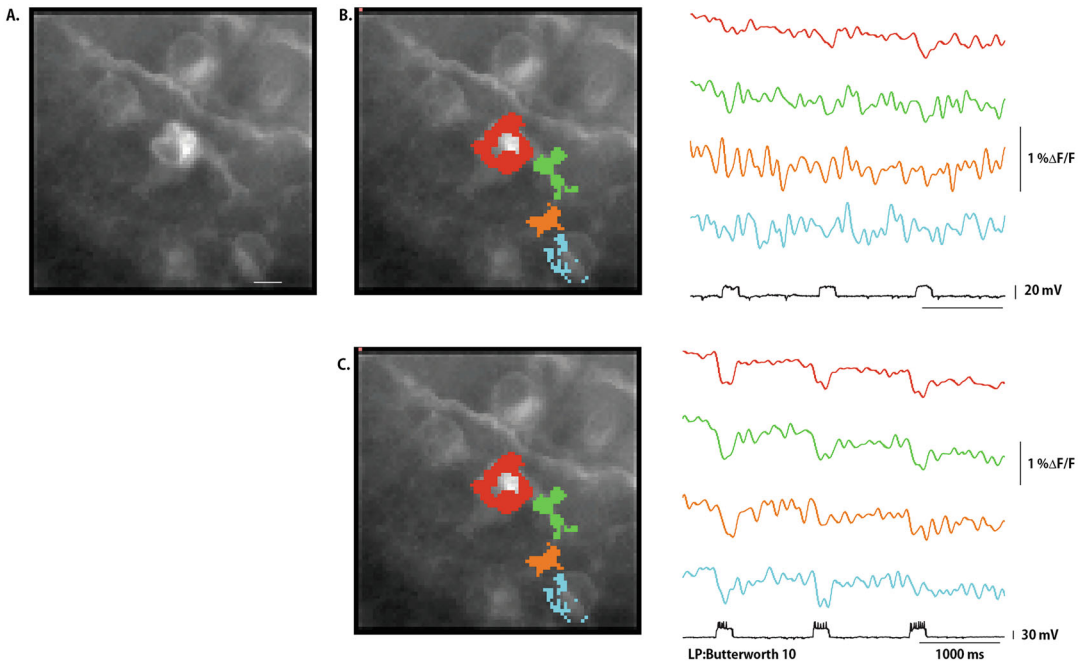 A.
B.
1 %ΔF/F
20 mV
C.
1 %ΔF/F
30 mV
LP:Butterworth 10
1000 ms